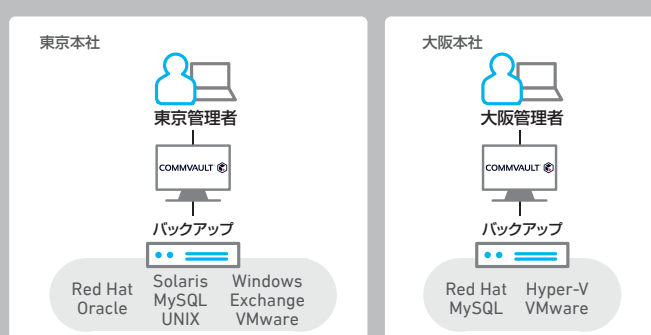 東京本社
東京管理者
COMMVAULT
バックアップ
Red Hat
Oracle
Solaris
MySQL
UNIX
Windows
Exchange
VMware
大阪本社
大阪管理者
COMMVAULT
バックアップ
Red Hat
MySQL
Hyper-V
VMware